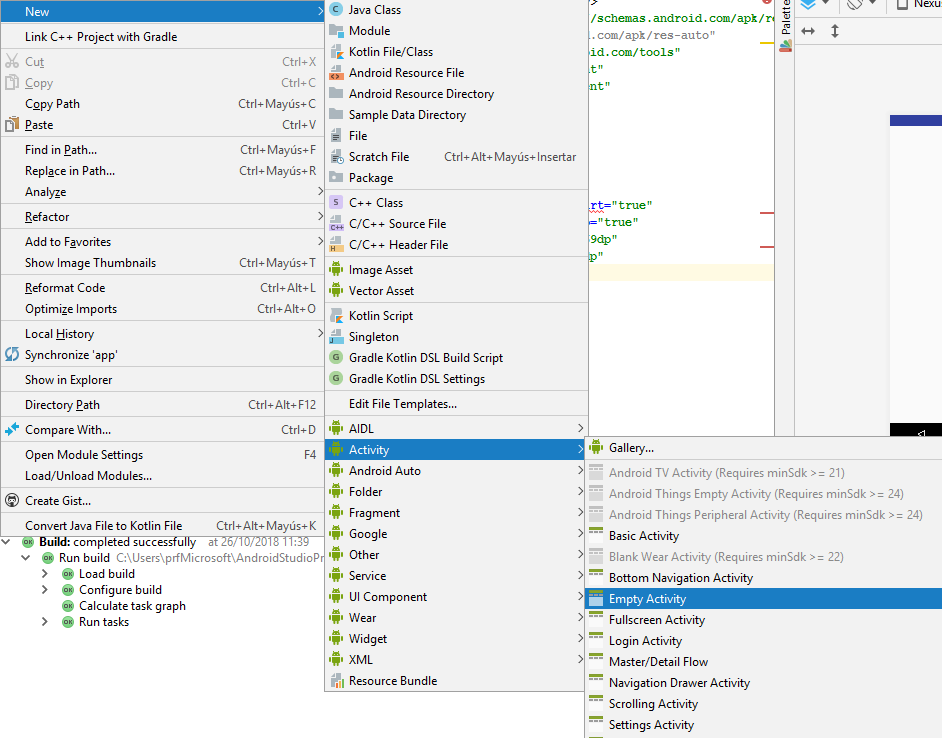 New
Link C++ Project with Gradle
Cut Ctrl+X
Copy Ctrl+C
Copy Path Ctrl+Mayús+C
Paste Ctrl+V
Find in Path... Ctrl+Mayús+F
Replace in Path... Ctrl+Mayús+R
Analyze
Refactor
Add to Favorites
Show Image Thumbnails Ctrl+Mayús+T
Reformat Code Ctrl+Alt+L
Optimize Imports Ctrl+Alt+O
Local History
Synchronize 'app'
Show in Explorer
Directory Path Ctrl+Alt+F12
Compare With... Ctrl+D
Open Module Settings F4
Load/Unload Modules...
Create Gist...
Convert Java File to Kotlin File Ctrl+Alt+Mayús+K
Build: completed successfully at 26/10/2018 11:39
Run build C:\Users\prfMicrosoft\AndroidStudioPr
Load build
Configure build
Calculate task graph
Run tasks
Java Class
Module
Kotlin File/Class
Android Resource File
Android Resource Directory
Sample Data Directory
File
Scratch File Ctrl+Alt+Mayús+Insertar
Package
C++ Class
C/C++ Source File
C/C++ Header File
Image Asset
Vector Asset
Kotlin Script
Singleton
Gradle Kotlin DSL Build Script
Gradle Kotlin DSL Settings
Edit File Templates...
AIDL
Activity
Android Auto
Folder
Fragment
Google
Other
Service
UI Component
Wear
Widget
XML
Resource Bundle
Gallery...
Android TV Activity (Requires minSdk >= 21)
Android Things Empty Activity (Requires minSdk >= 24)
Android Things Peripheral Activity (Requires minSdk >= 24)
Basic Activity
Blank Wear Activity (Requires minSdk >= 22)
Bottom Navigation Activity
Empty Activity
Fullscreen Activity
Login Activity
Master/Detail Flow
Navigation Drawer Activity
Scrolling Activity
Settings Activity
/schemas.android.com/apk/re
d.com/apk/res-auto"
oid.com/tools"
t"
nt"
rt="true"
="true"
9dp"
p"
Palette
Nexu